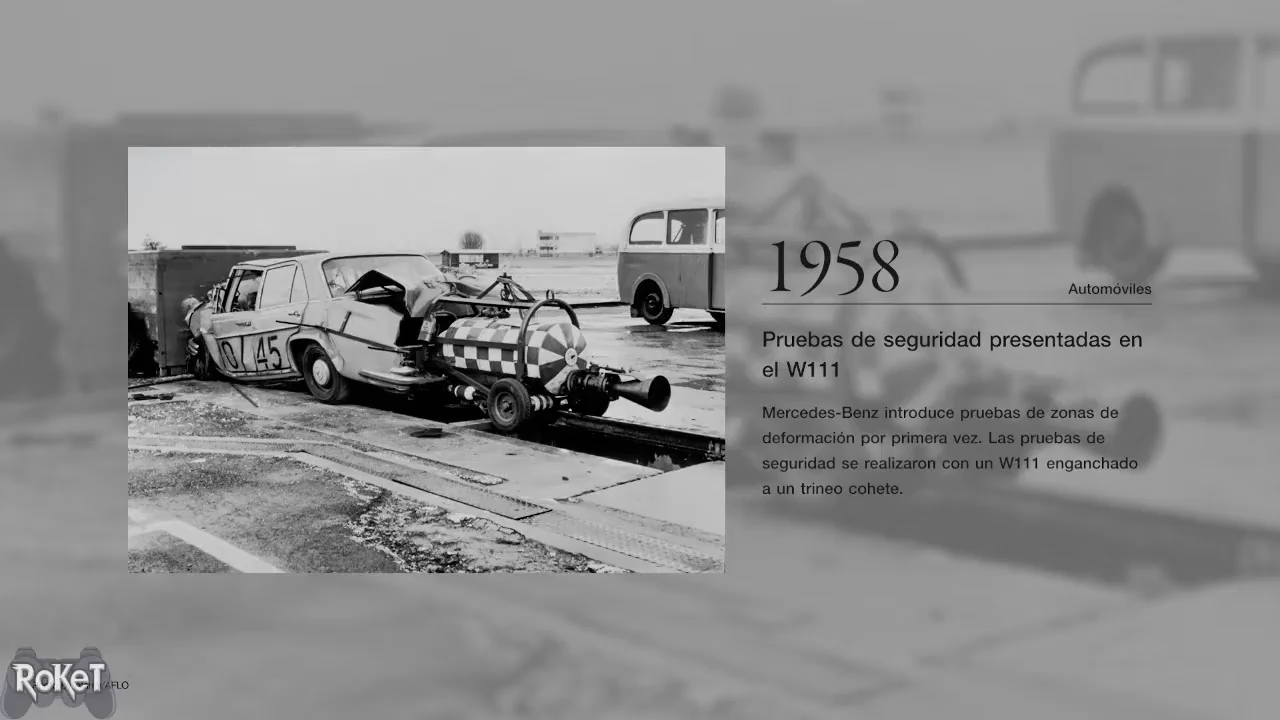 1958
Automóviles
Pruebas de seguridad presentadas en
el W111
Mercedes-Benz introduce pruebas de zonas de
deformación por primera vez. Las pruebas de
seguridad se realizaron con un W111 enganchado
a un trineo cohete.
0/45
RoKeT
/AFLO